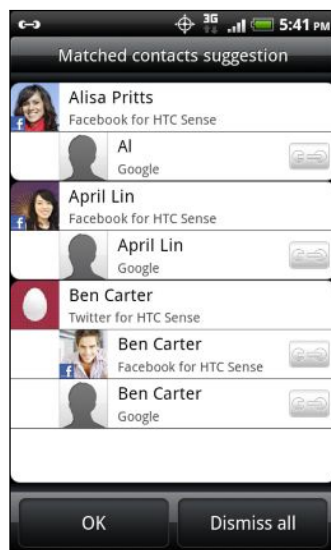 3G
5:41 PM
Matched contacts suggestion
Alisa Pritts
Facebook for HTC Sense
Al
Google
April Lin
Facebook for HTC Sense
April Lin
Google
Ben Carter
Twitter for HTC Sense
Ben Carter
Facebook for HTC Sense
Ben Carter
Google
OK
Dismiss all